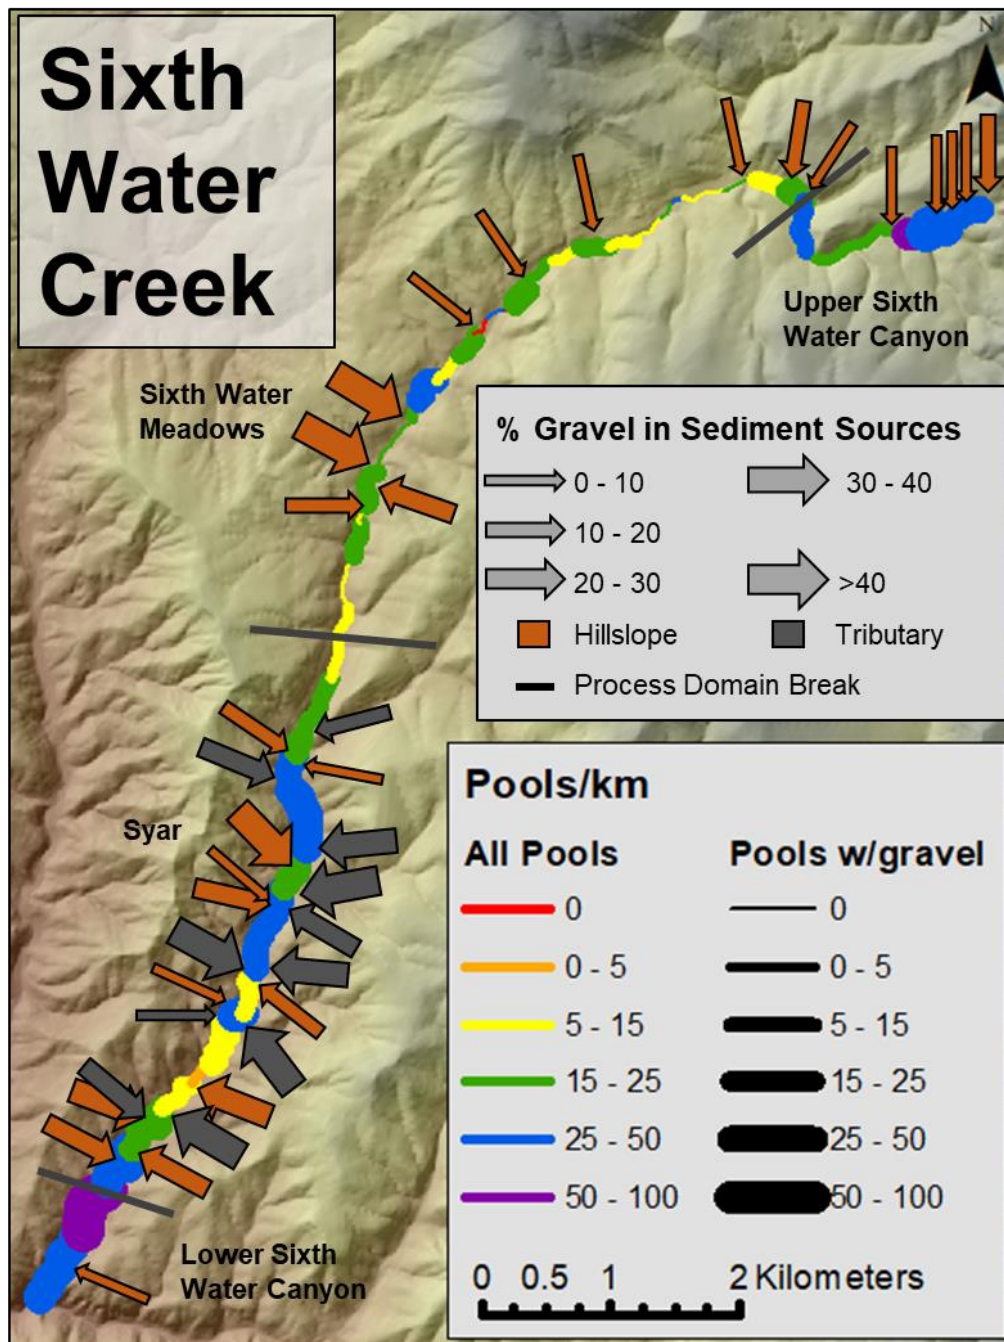 Sixth
Water
Creek
N
Upper Sixth
Water Canyon
Sixth Water
Meadows
% Gravel in Sediment Sources
0 - 10
30 - 40
10 - 20
20 - 30
>40
Hillslope
Tributary
Process Domain Break
Syar
Pools/km
All Pools
Pools w/gravel
0
0
0 - 5
0 - 5
5 - 15
5 - 15
15 - 25
15 - 25
25 - 50
25 - 50
50 - 100
50 - 100
Lower Sixth
Water Canyon
0 0.5 1 2 Kilometers